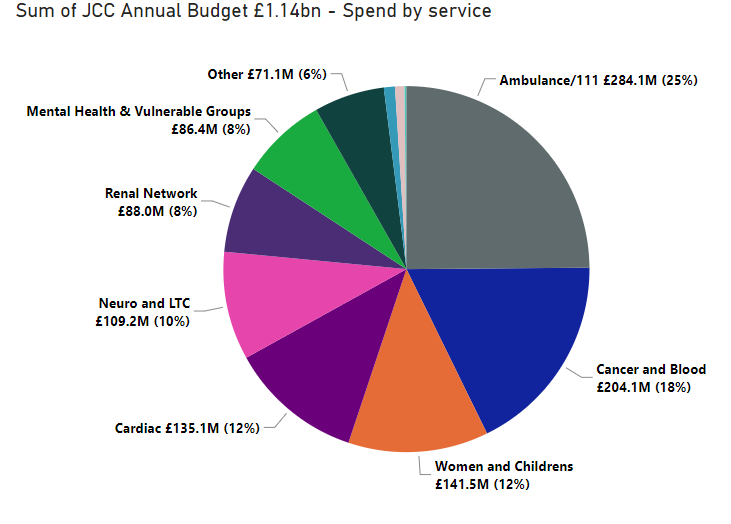 Sum of JCC Annual Budget £1.14bn - Spend by service
Other £71.1M (6%)
Ambulance/111 £284.1M (25%)
Mental Health & Vulnerable Groups
£86.4M (8%)
Renal Network
£88.0M (8%)
Neuro and LTC
£109.2M (10%)
Cancer and Blood
£204.1M (18%)
Cardiac £135.1M (12%)
Women and Childrens
£141.5M (12%)